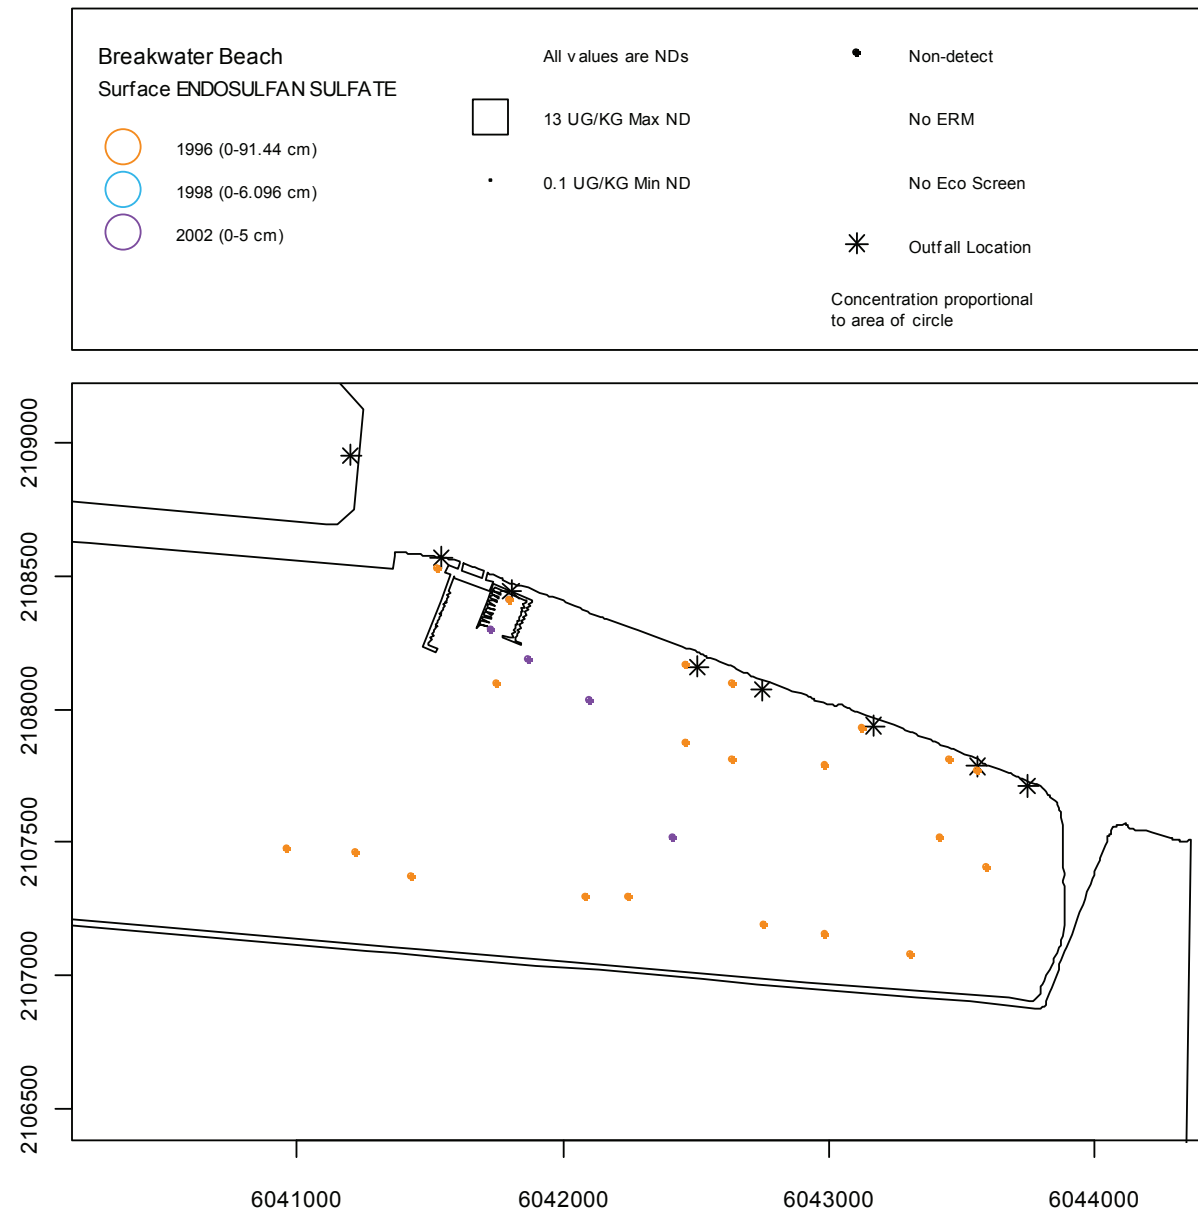 Breakwater Beach
Surface ENDOSULFAN SULFATE
1996 (0-91.44 cm)
1998 (0-6.096 cm)
2002 (0-5 cm)
All values are NDs
13 UG/KG Max ND
0.1 UG/KG Min ND
Non-detect
No ERM
No Eco Screen
Outfall Location
Concentration proportional
to area of circle
2109000
2108500
2108000
2107500
2107000
2106500
6041000
6042000
6043000
6044000